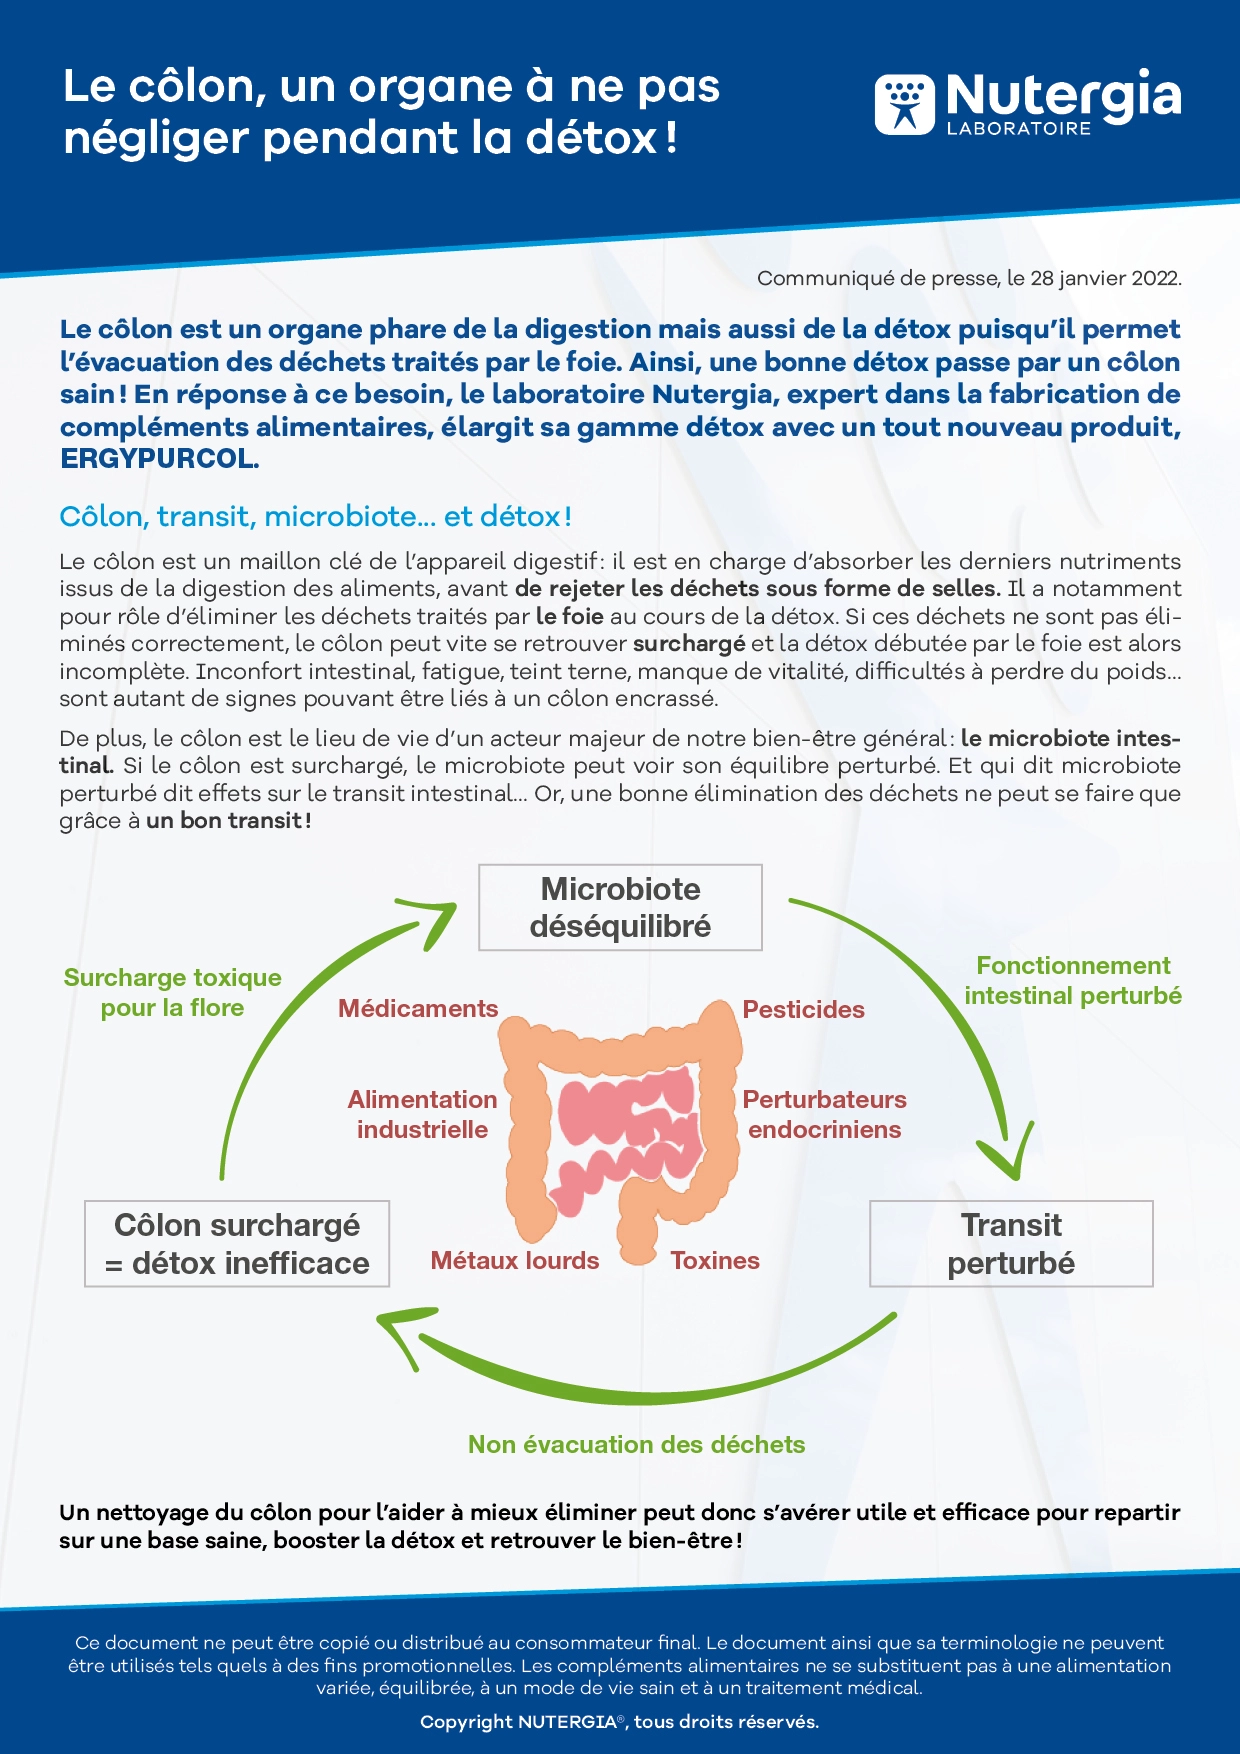 Le côlon, un organe à ne pas
négliger pendant la détox !
Nutergia
LABORATOIRE
Communiqué de presse, le 28 janvier 2022.
Le côlon est un organe phare de la digestion mais aussi de la détox puisqu'il permet
l'évacuation des déchets traités par le foie. Ainsi, une bonne détox passe par un côlon
sain ! En réponse à ce besoin, le laboratoire Nutergia, expert dans la fabrication de
compléments alimentaires, élargit sa gamme détox avec un tout nouveau produit,
ERGYPURCOL.
Côlon, transit, microbiote... et détox !
Le côlon est un maillon clé de l'appareil digestif : il est en charge d'absorber les derniers nutriments
issus de la digestion des aliments, avant de rejeter les déchets sous forme de selles. Il a notamment
pour rôle d'éliminer les déchets traités par le foie au cours de la détox. Si ces déchets ne sont pas éli-
minés correctement, le côlon peut vite se retrouver surchargé et la détox débutée par le foie est alors
incomplète. Inconfort intestinal, fatigue, teint terne, manque de vitalité, difficultés à perdre du poids...
sont autant de signes pouvant être liés à un côlon encrassé.
De plus, le côlon est le lieu de vie d'un acteur majeur de notre bien-être général : le microbiote intes-
tinal. Si le côlon est surchargé, le microbiote peut voir son équilibre perturbé. Et qui dit microbiote
perturbé dit effets sur le transit intestinal... Or, une bonne élimination des déchets ne peut se faire que
grâce à un bon transit !
Microbiote
déséquilibré
Surcharge toxique
pour la flore
Fonctionnement
intestinal perturbé
Médicaments
Pesticides
Alimentation
industrielle
Perturbateurs
endocriniens
Côlon surchargé
= détox inefficace
Métaux lourds
Toxines
Transit
perturbé
Non évacuation des déchets
Un nettoyage du côlon pour l'aider à mieux éliminer peut donc s'avérer utile et efficace pour repartir
sur une base saine, booster la détox et retrouver le bien-être !
Ce document ne peut être copié ou distribué au consommateur final. Le document ainsi que sa terminologie ne peuvent
être utilisés tels quels à des fins promotionnelles. Les compléments alimentaires ne se substituent pas à une alimentation
variée, équilibrée, à un mode de vie sain et à un traitement médical.
Copyright NUTERGIA®, tous droits réservés.